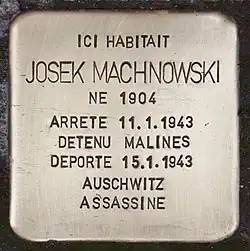 ICI HABITAIT
JOSEK MACHNOWSKI
NE 1904
ARRETE 11.1.1943
DETENU MALINES
DEPORTE 15.1.1943
AUSCHWITZ
ASSASSINE